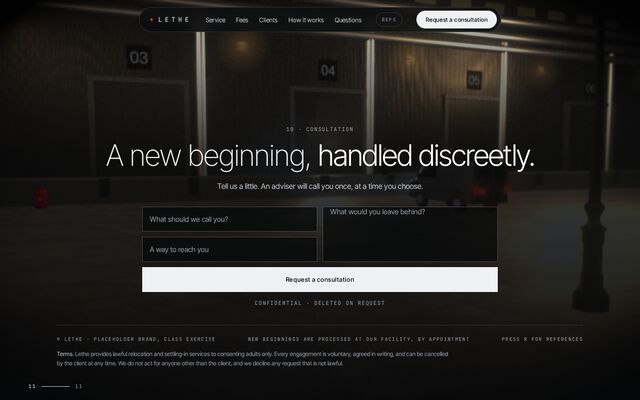 LETHE Service Fees Clients How it works Questions REFS Request a consultation
03
04
05
06
10 · CONSULTATION
A new beginning, handled discreetly.
Tell us a little. An adviser will call you once, at a time you choose.
What should we call you?
What would you leave behind?
A way to reach you
Request a consultation
CONFIDENTIAL · DELETED ON REQUEST
© LETHE · PLACEHOLDER BRAND, CLASS EXERCISE NEW BEGINNINGS ARE PROCESSED AT OUR FACILITY, BY APPOINTMENT PRESS R FOR REFERENCES
Terms. Lethe provides lawful relocation and settling-in services to consenting adults only. Every engagement is voluntary, agreed in writing, and can be cancelled
by the client at any time. We do not act for anyone other than the client, and we decline any request that is not lawful.
11 11